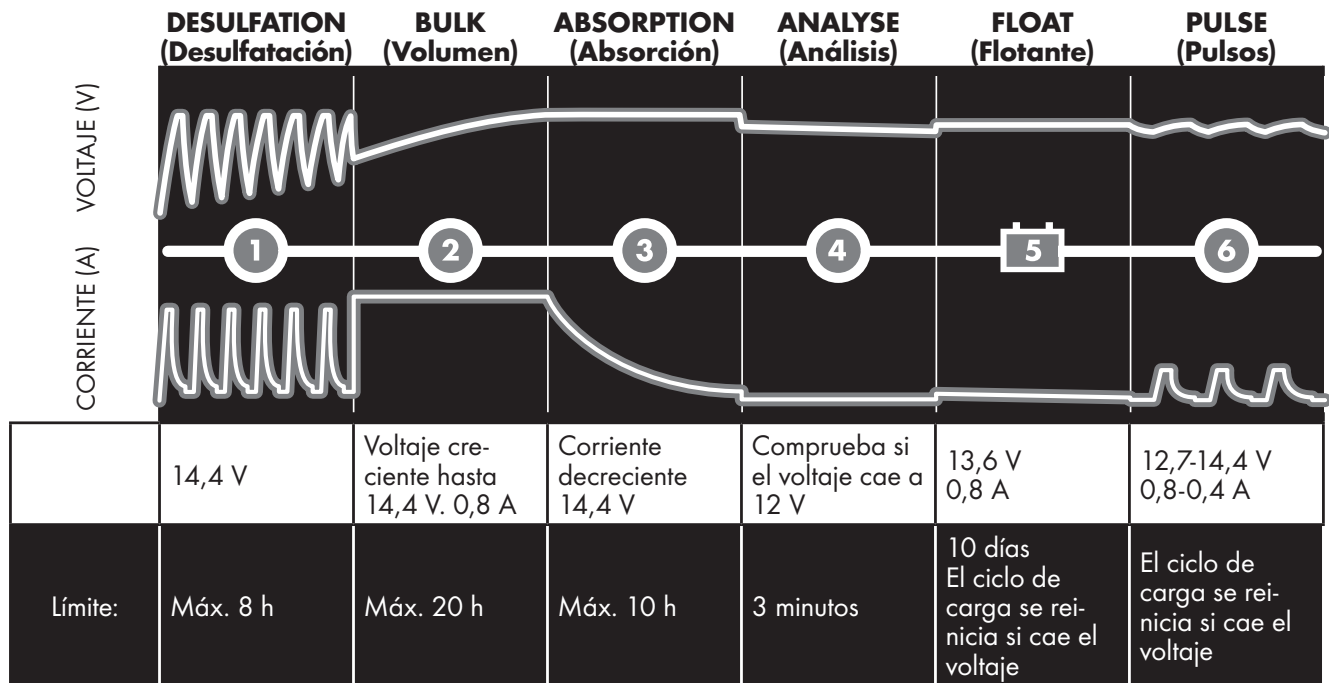 DESULFATION
(Desulfatación)
BULK
(Volumen)
ABSORPTION
(Absorción)
ANALYSE
(Análisis)
FLOAT
(Flotante)
PULSE
(Pulsos)
VOLTAJE (V)
CORRIENTE (A)
1
2
3
4
5
6
14,4 V
Voltaje cre-
ciente hasta
14,4 V. 0,8 A
Corriente
decreciente
14,4 V
Comprueba si
el voltaje cae a
12 V
13,6 V
0,8 A
12,7-14,4 V
0,8-0,4 A
Límite:
Máx. 8 h
Máx. 20 h
Máx. 10 h
3 minutos
10 días
El ciclo de
carga se rei-
nicia si cae el
voltaje
El ciclo de
carga se rei-
nicia si cae el
voltaje